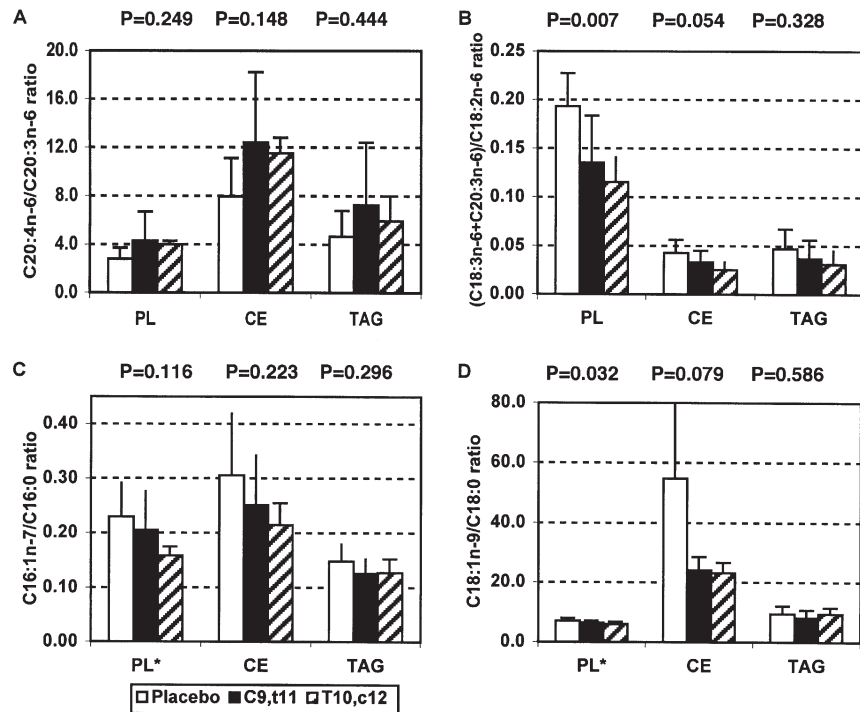 A P=0.249 P=0.148 P=0.444
C20:4n-6/C20:3n-6 ratio
20.0
16.0
12.0
8.0
4.0
0.0
PL CE TAG
B P=0.007 P=0.054 P=0.328
(C18:3n-6+C20:3n-6)/C18:2n-6 ratio
0.25
0.20
0.15
0.10
0.05
0.00
PL CE TAG
C P=0.116 P=0.223 P=0.296
C16:1n-7/C16:0 ratio
0.40
0.30
0.20
0.10
0.00
PL* CE TAG
D P=0.032 P=0.079 P=0.586
C18:1n-9/C18:0 ratio
80.0
60.0
40.0
20.0
0.0
PL* CE TAG
Placebo C9,t11 T10,c12